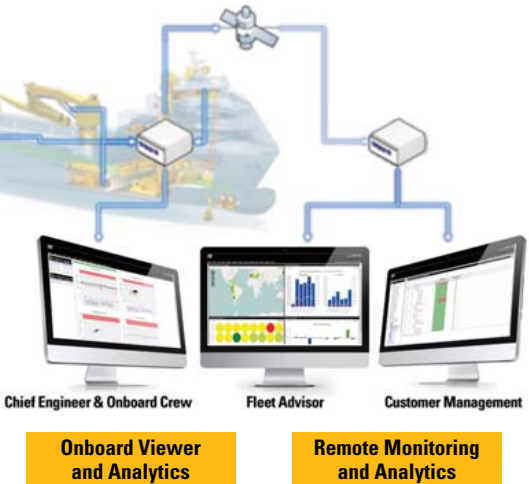 Chief Engineer & Onboard Crew
Fleet Advisor
Customer Management
Onboard Viewer
and Analytics
Remote Monitoring
and Analytics